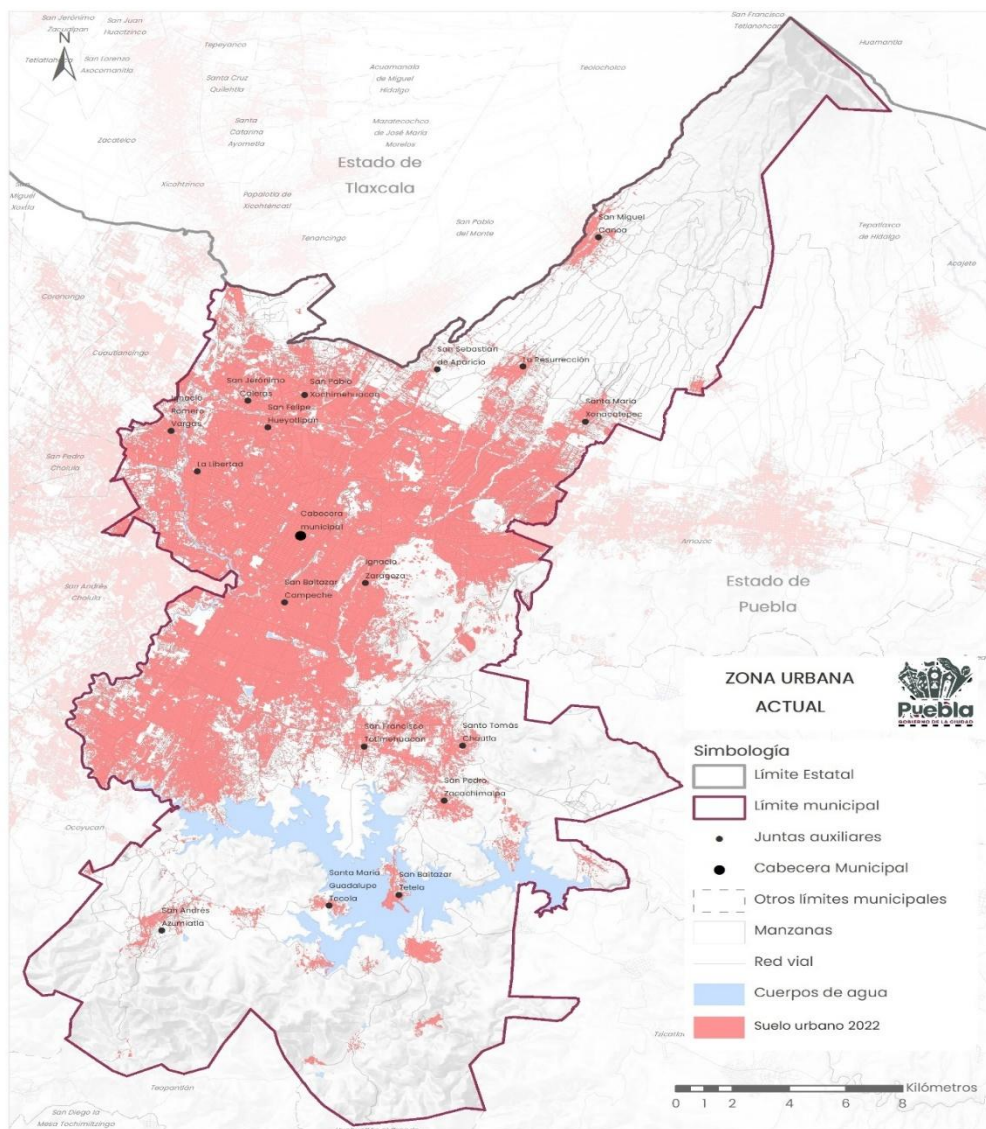 San Jerónimo
Zacualpan
San Juan
Huactzinco
N
Tetlatlahuca
San Lorenzo
Axocomanitla
Tepeyanco
Santa Cruz
Quilehtla
Acuamanala
de Miguel
Hidalgo
Teolocholco
San Francisco
Tetlanohcan
Huamantla
Zacatelco
Santa
Catarina
Ayometla
Mazatecochco
de José María
Morelos
Estado de
Tlaxcala
San
Miguel
Xoxtla
Xicohtzinco
Papalotla de
Xicohténcatl
Tenancingo
San Pablo
del Monte
San Miguel
Canoa
Tepatlaxco
de Hidalgo
Acajete
Coronango
Cuautlancingo
San Sebastián
de Aparicio
La Resurrección
San Jerónimo
Caleras
San Pablo
Xochimehuacan
Ignacio
Romero
Vargas
San Felipe
Hueyotlipan
Santa María
Xonacatepec
San Pedro
Cholula
La Libertad
Cabecera
municipal
Amozoc
San Andrés
Cholula
San Baltazar
Campeche
Ignacio
Zaragoza
Estado de
Puebla
San Francisco
Totimehuacan
Santo Tomás
Chautla
San Pedro
Zacachimalpa
Ocoyucan
Santa María
Guadalupe
Tecola
San Baltazar
Tetela
San Andrés
Azumiatla
Teopantlán
San Diego la
Mesa Tochimiltzingo
ZONA URBANA
ACTUAL
Puebla
GOBIERNO DE LA CIUDAD
Simbología
Límite Estatal
Límite municipal
Juntas auxiliares
Cabecera Municipal
Otros límites municipales
Manzanas
Red vial
Cuerpos de agua
Suelo urbano 2022
Kilómetros
0 1 2 4 6 8